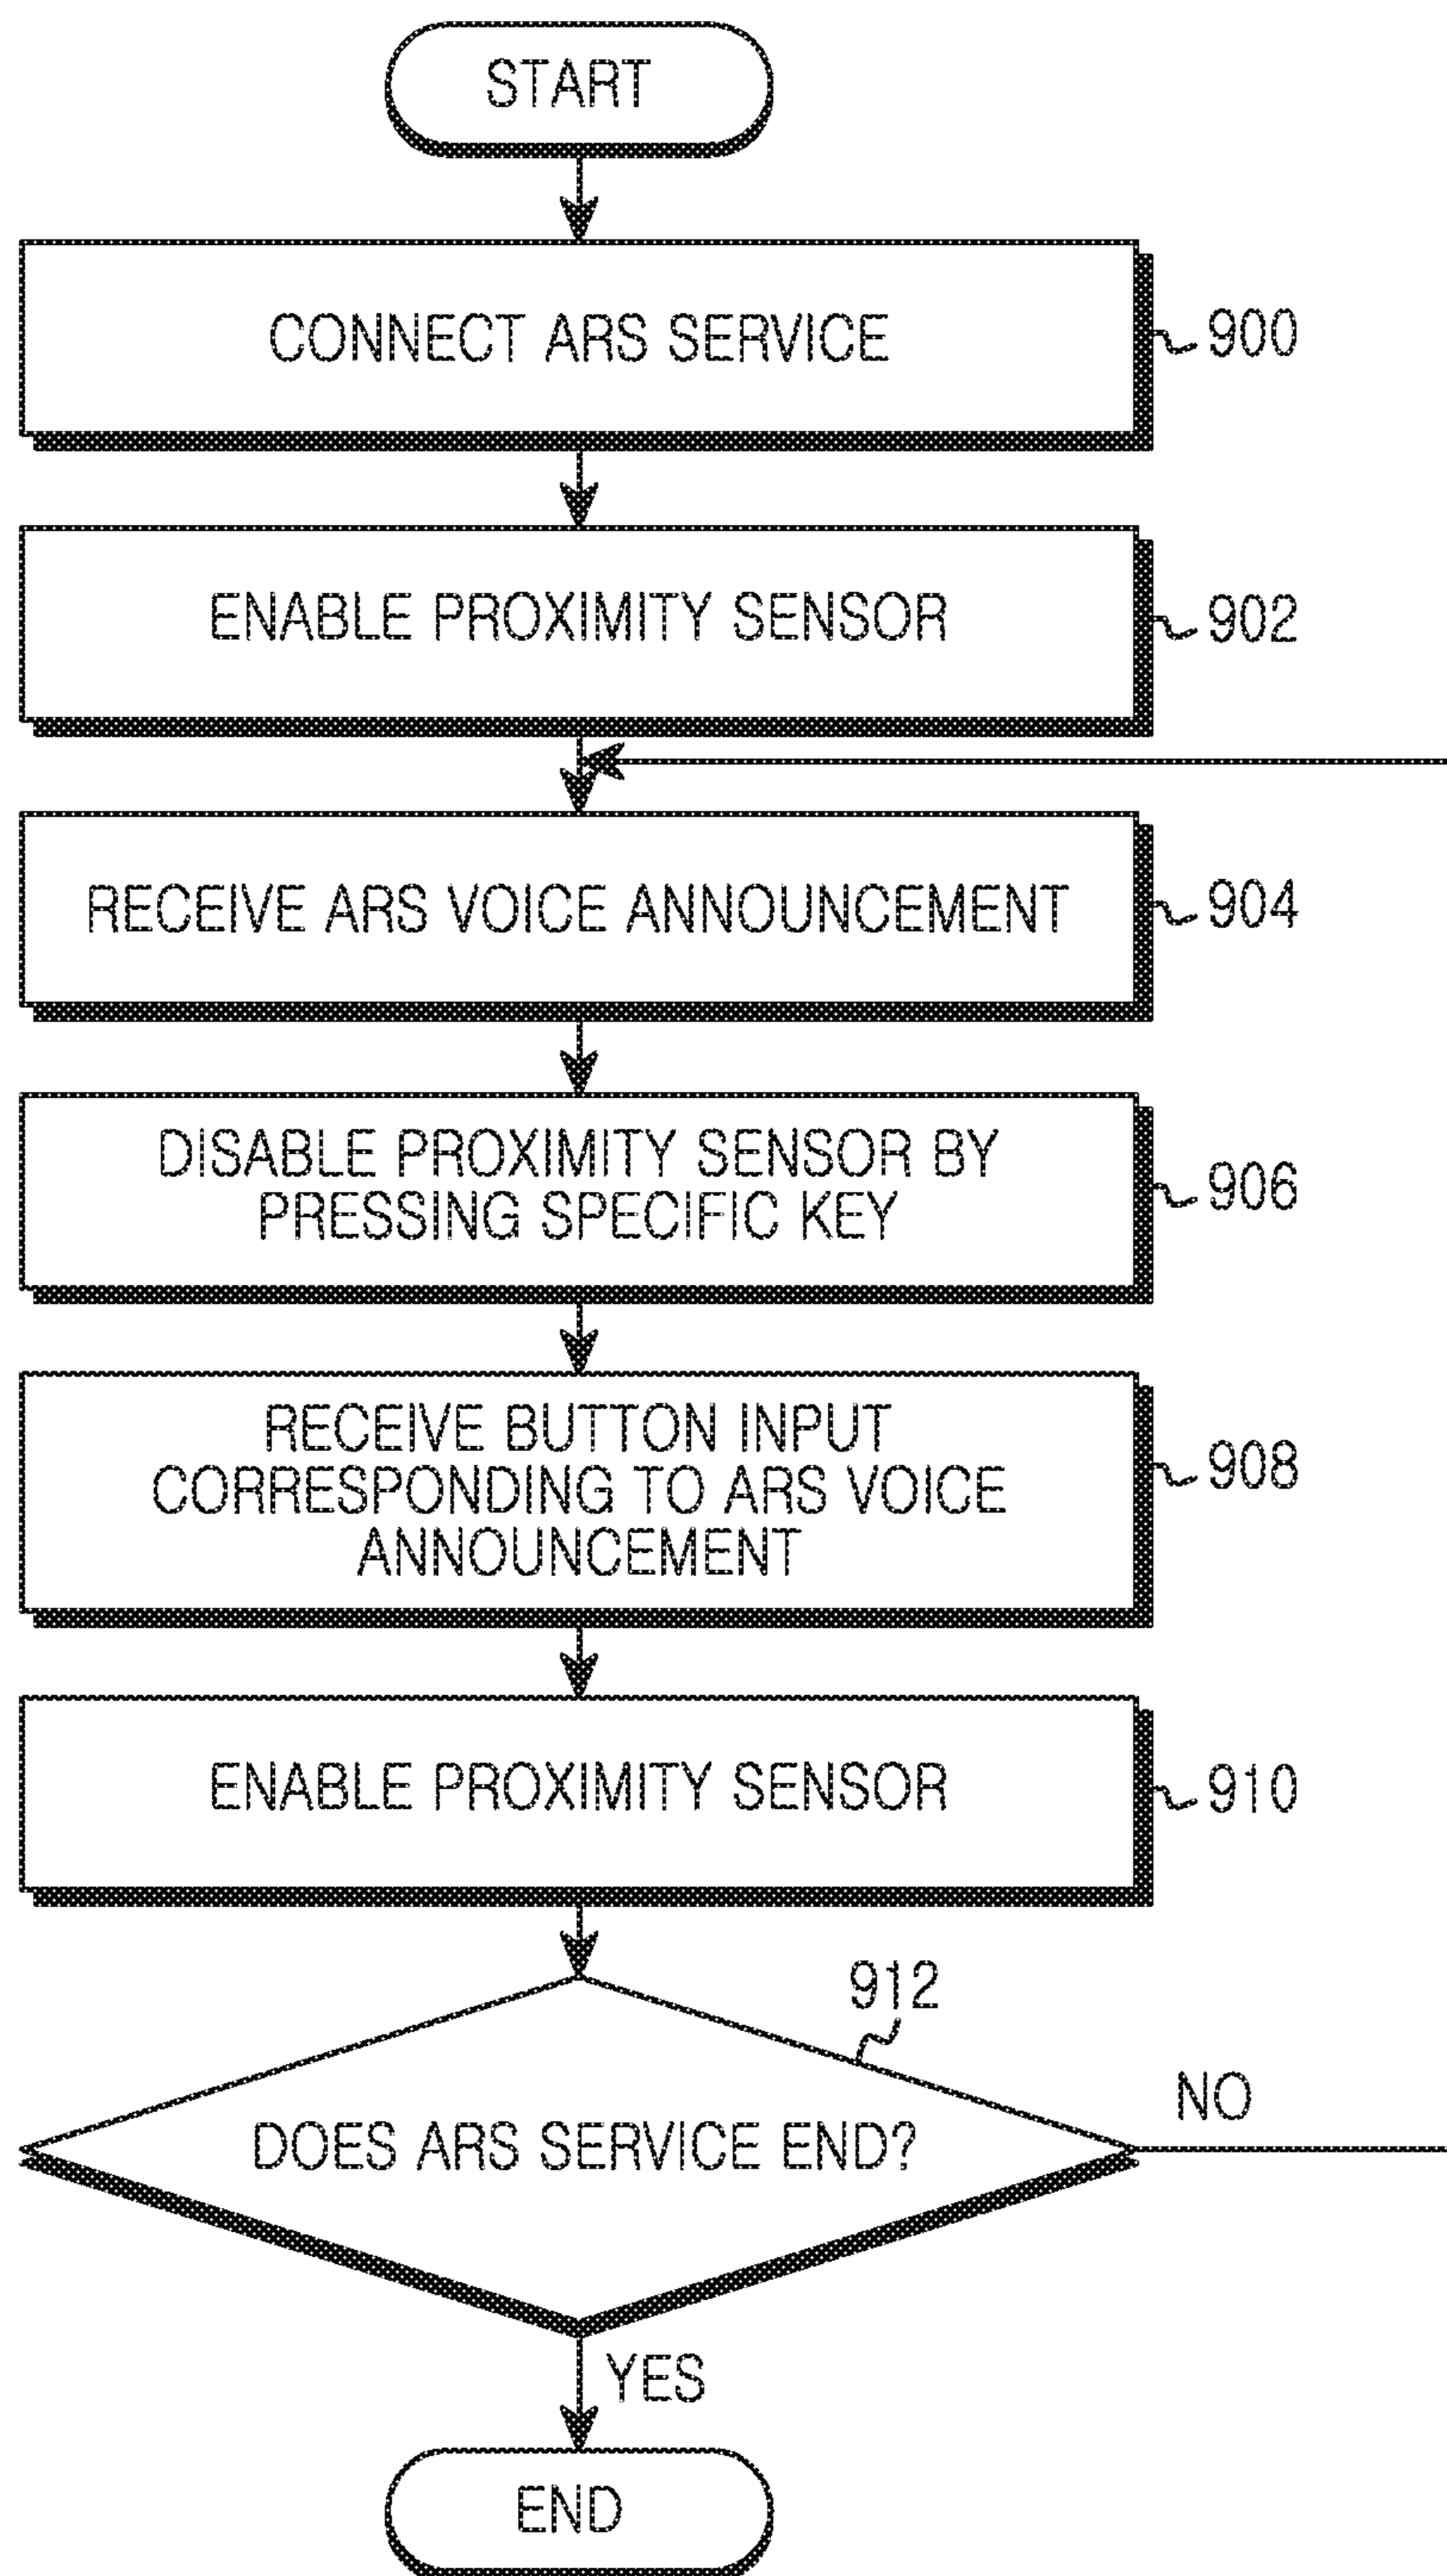 START
CONNECT ARS SERVICE
900
ENABLE PROXIMITY SENSOR
902
RECEIVE ARS VOICE ANNOUNCEMENT
904
DISABLE PROXIMITY SENSOR BY
PRESSING SPECIFIC KEY
906
RECEIVE BUTTON INPUT
CORRESPONDING TO ARS VOICE
ANNOUNCEMENT
908
ENABLE PROXIMITY SENSOR
910
912
DOES ARS SERVICE END?
NO
YES
END